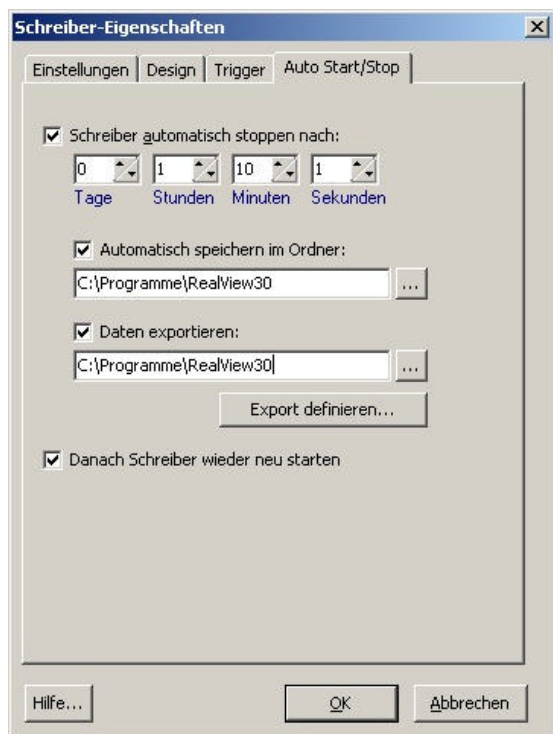 Schreiber-Eigenschaften
Einstellungen Design Trigger Auto Start/Stop
Schreiber automatisch stoppen nach:
0 1 10 1
Tage Stunden Minuten Sekunden
Automatisch speichern im Ordner:
C:\Programme\RealView30 ...
Daten exportieren:
C:\Programme\RealView30 ...
Export definieren...
Danach Schreiber wieder neu starten
Hilfe... OK Abbrechen